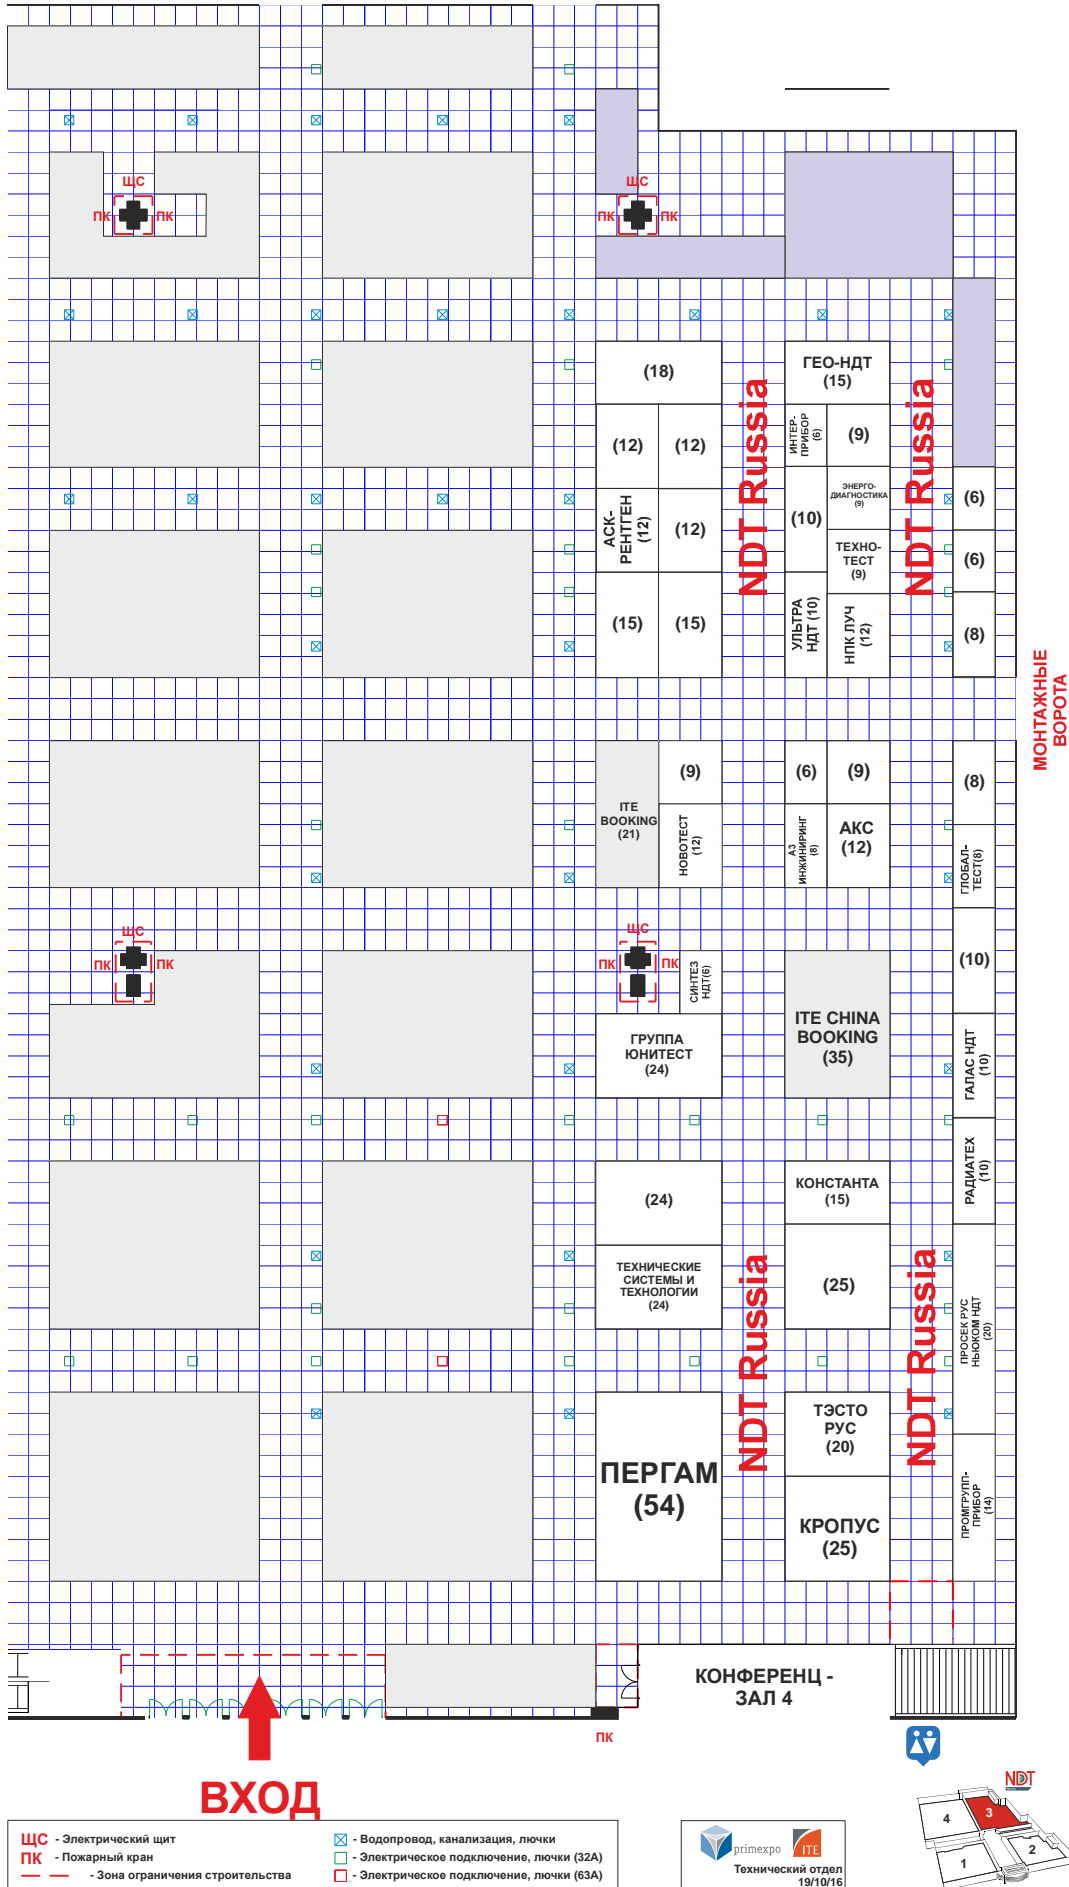 ЩС
ПК
ПК
ЩС
ПК
ПК
(18)
ГЕО-НДТ
(15)
(12)
(12)
ИНТЕР-
ПРИБОР
(6)
(9)
NDT Russia
NDT Russia
АСК-
РЕНТГЕН
(12)
(12)
(10)
ЭНЕРГО-
ДИАГНОСТИКА
(9)
(6)
ТЕХНО-
ТЕСТ
(9)
(6)
(15)
(15)
УЛЬТРА
НДТ (10)
НПК ЛУЧ
(12)
(8)
МОНТАЖНЫЕ
ВОРОТА
ITE
BOOKING
(21)
(9)
(6)
(9)
(8)
НОВОТЕСТ
(12)
АЗ
ИНЖИНИРИНГ
(8)
АКС
(12)
ГЛОБАЛ-
ТЕСТ(8)
ЩС
ПК
ПК
ЩС
ПК
ПК
СИНТЕЗ
НДТ(6)
(10)
ITE CHINA
BOOKING
(35)
ГРУППА
ЮНИТЕСТ
(24)
ГАЛАС НДТ
(10)
РАДИАТЕХ
(10)
(24)
КОНСТАНТА
(15)
ТЕХНИЧЕСКИЕ
СИСТЕМЫ И
ТЕХНОЛОГИИ
(24)
(25)
NDT Russia
NDT Russia
ПРОСЕК РУС
НЬЮКОМ НДТ
(20)
ПЕРГАМ
(54)
ТЭСТО
РУС
(20)
КРОПУС
(25)
ПРОМГРУПП-
ПРИБОР
(14)
КОНФЕРЕНЦ -
ЗАЛ 4
ПК
ВХОД
ЩС - Электрический щит
ПК - Пожарный кран
- Зона ограничения строительства
- Водопровод, канализация, лючки
- Электрическое подключение, лючки (32А)
- Электрическое подключение, лючки (63А)
primexpo
ITE
Технический отдел
19/10/16
NDT
4
3
1
2